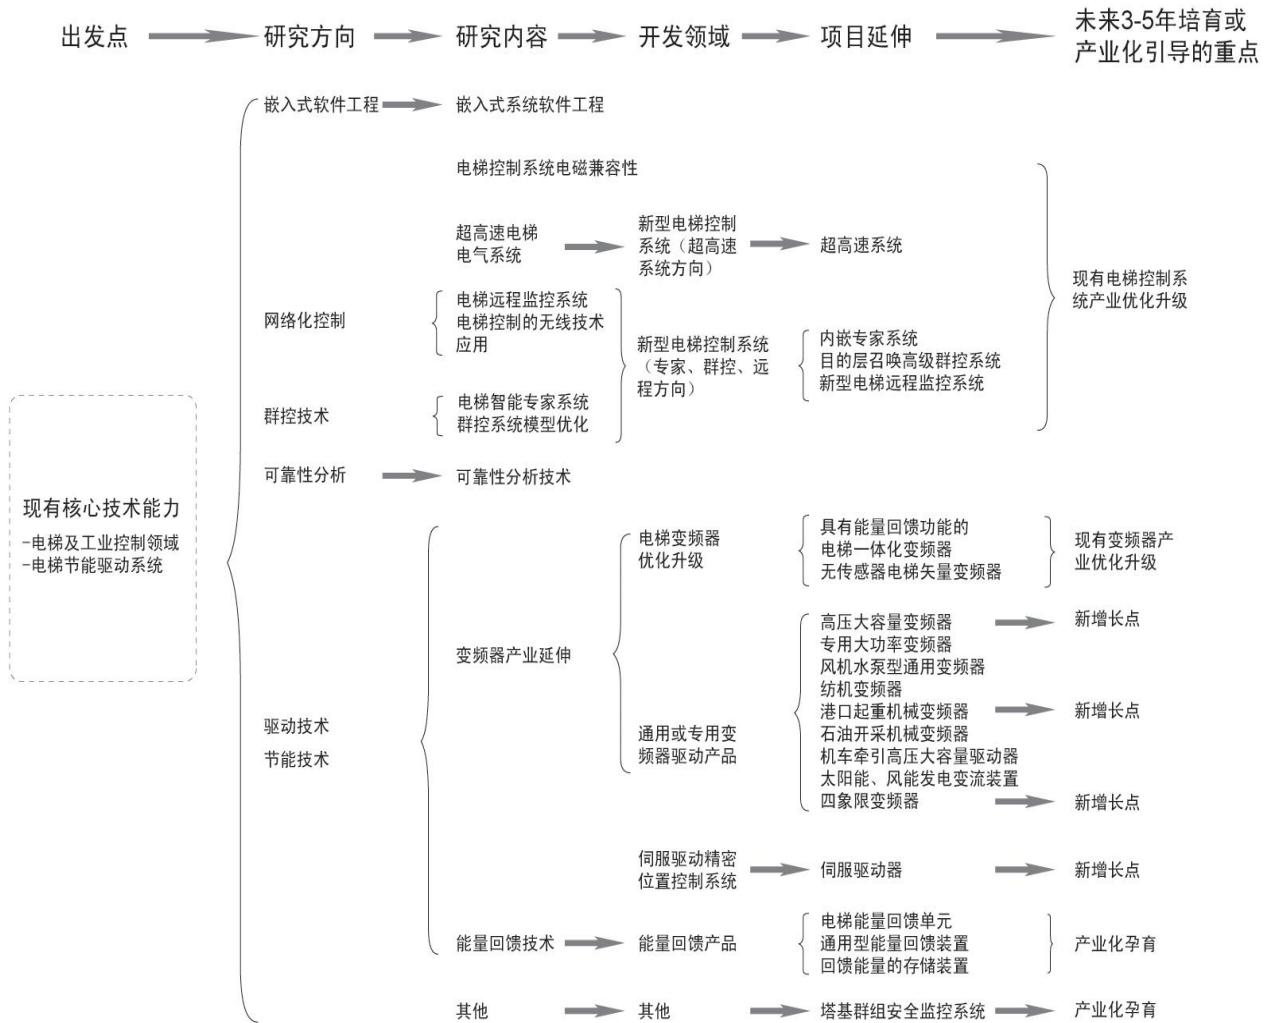 出发点
研究方向
研究内容
开发领域
项目延伸
未来3-5年培育或
产业化引导的重点
嵌入式软件工程
嵌入式系统软件工程
电梯控制系统电磁兼容性
超高速电梯
电气系统
新型电梯控制
系统（超高速
系统方向）
超高速系统
现有电梯控制系
统产业优化升级
网络化控制
电梯远程监控系统
电梯控制的无线技术
应用
新型电梯控制系统
（专家、群控、远
程方向）
内嵌专家系统
目的层召唤高级群控系统
新型电梯远程监控系统
群控技术
电梯智能专家系统
群控系统模型优化
可靠性分析
可靠性分析技术
现有核心技术能力
-电梯及工业控制领域
-电梯节能驱动系统
电梯变频器
优化升级
具有能量回馈功能的
电梯一体化变频器
无传感器电梯矢量变频器
现有变频器产
业优化升级
变频器产业延伸
高压大容量变频器
新增长点
专用大功率变频器
风机水泵型通用变频器
纺机变频器
港口起重机械变频器
新增长点
石油开采机械变频器
机车牵引高压大容量驱动器
太阳能、风能发电变流装置
四象限变频器
新增长点
驱动技术
节能技术
通用或专用变
频器驱动产品
伺服驱动精密
位置控制系统
伺服驱动器
新增长点
能量回馈技术
能量回馈产品
电梯能量回馈单元
通用型能量回馈装置
回馈能量的存储装置
产业化孕育
其他
其他
塔基群组安全监控系统
产业化孕育